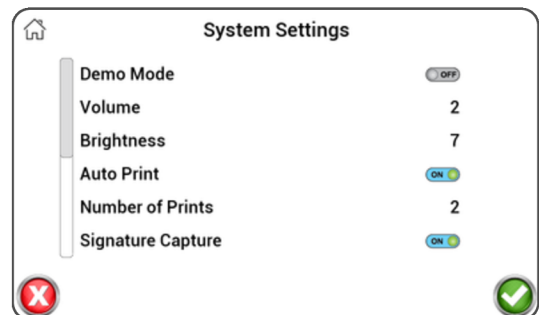 System Settings
Demo Mode OFF
Volume 2
Brightness 7
Auto Print ON
Number of Prints 2
Signature Capture ON